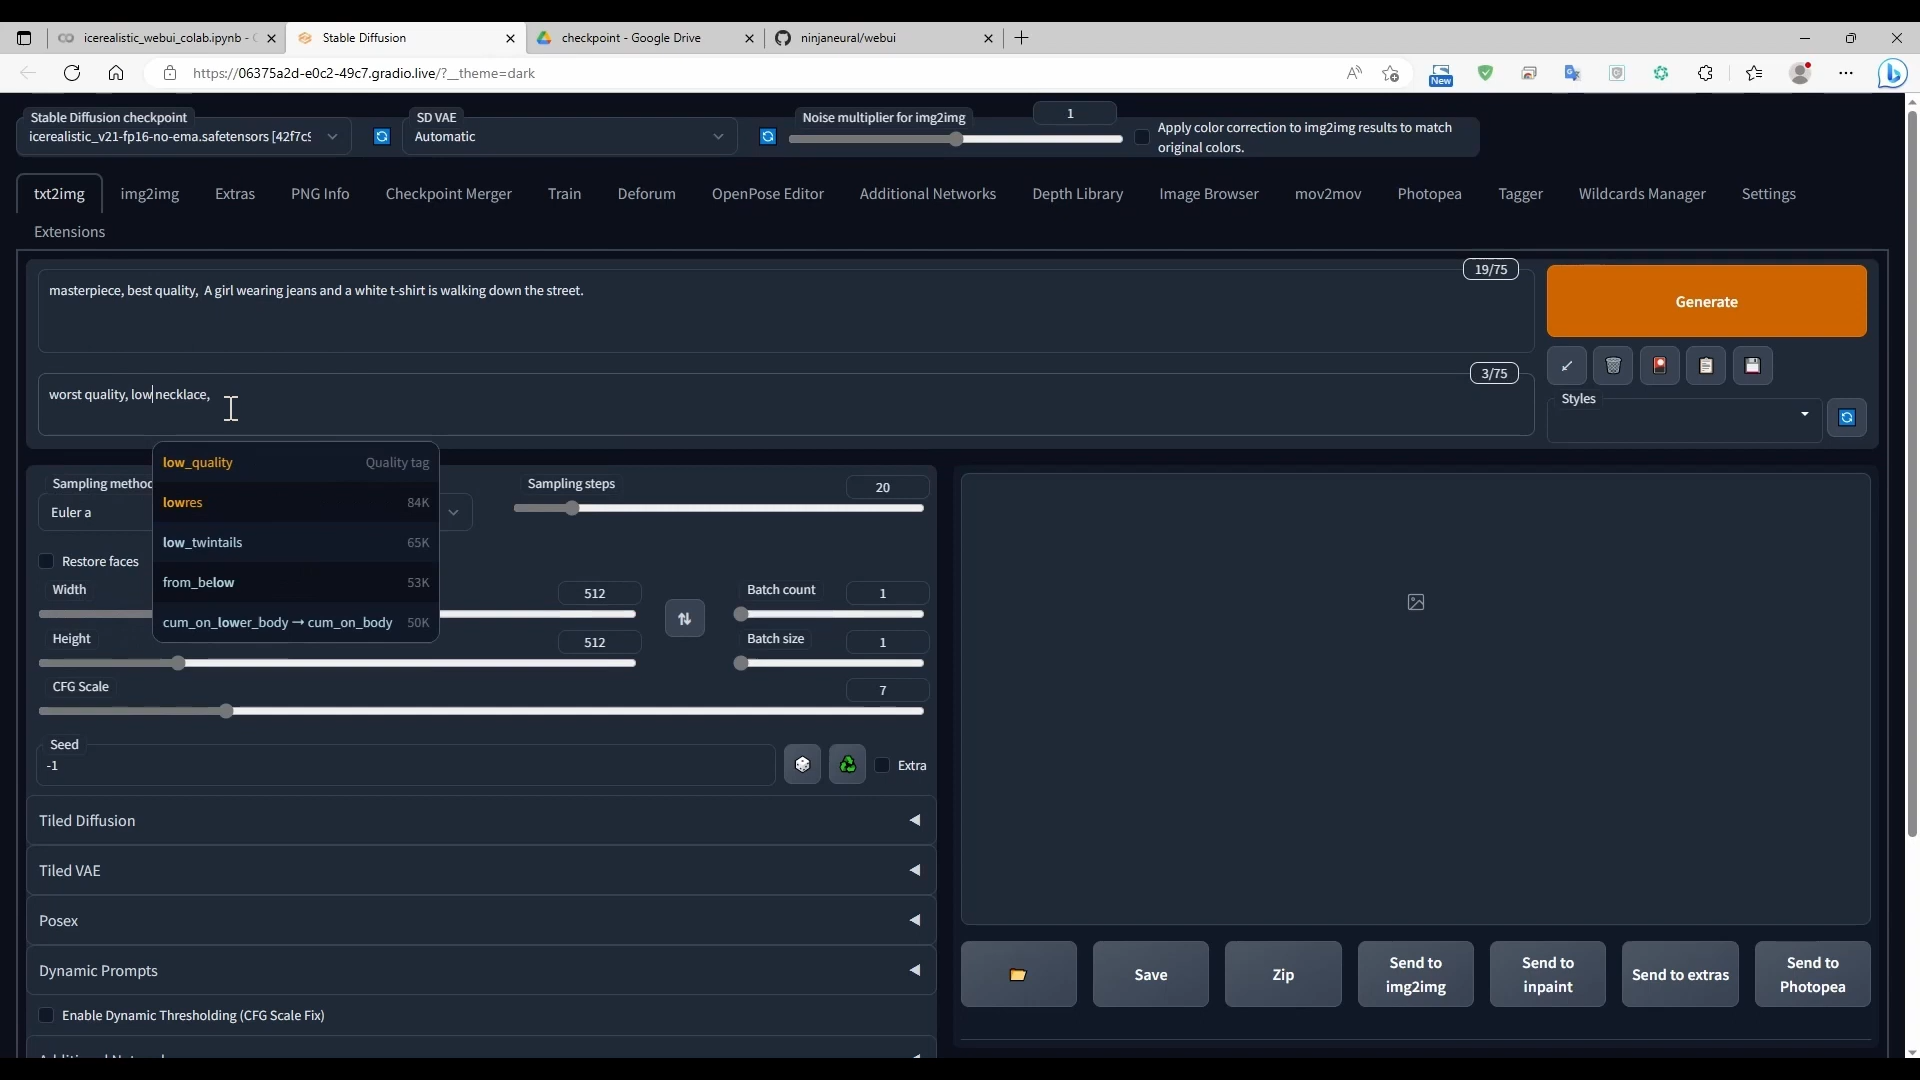 icerealistic_webui_colab.ipynb - C
Stable Diffusion
checkpoint - Google Drive
ninjaneural/webui
https://06375a2d-e0c2-49c7.gradio.live/?__theme=dark
New
Stable Diffusion checkpoint
icerealistic_v21-fp16-no-ema.safetensors [42f7c9
SD VAE
Automatic
Noise multiplier for img2img
1
Apply color correction to img2img results to match
original colors.
txt2img
img2img
Extras
PNG Info
Checkpoint Merger
Train
Deforum
OpenPose Editor
Additional Networks
Depth Library
Image Browser
mov2mov
Photopea
Tagger
Wildcards Manager
Settings
Extensions
19/75
masterpiece, best quality,  A girl wearing jeans and a white t-shirt is walking down the street.
Generate
3/75
worst quality, low necklace,
Styles
low_quality Quality tag
lowres 84K
low_twintails 65K
from_below 53K
cum_on_lower_body → cum_on_body 50K
Sampling method
Euler a
Sampling steps
20
Restore faces
Width
512
Batch count
1
Height
512
Batch size
1
CFG Scale
7
Seed
-1
Extra
Tiled Diffusion
Tiled VAE
Posex
Dynamic Prompts
Enable Dynamic Thresholding (CFG Scale Fix)
Save
Zip
Send to
img2img
Send to
inpaint
Send to extras
Send to
Photopea